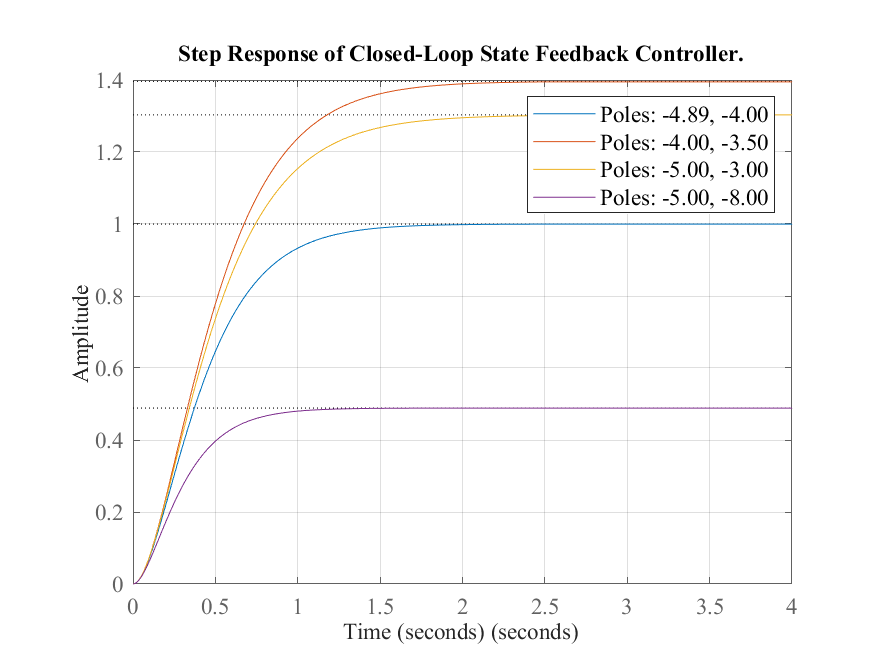 Step Response of Closed-Loop State Feedback Controller.
1.4
1.2
1
0.8
0.6
0.4
0.2
0
Amplitude
Poles: -4.89, -4.00
Poles: -4.00, -3.50
Poles: -5.00, -3.00
Poles: -5.00, -8.00
0 0.5 1 1.5 2 2.5 3 3.5 4
Time (seconds) (seconds)